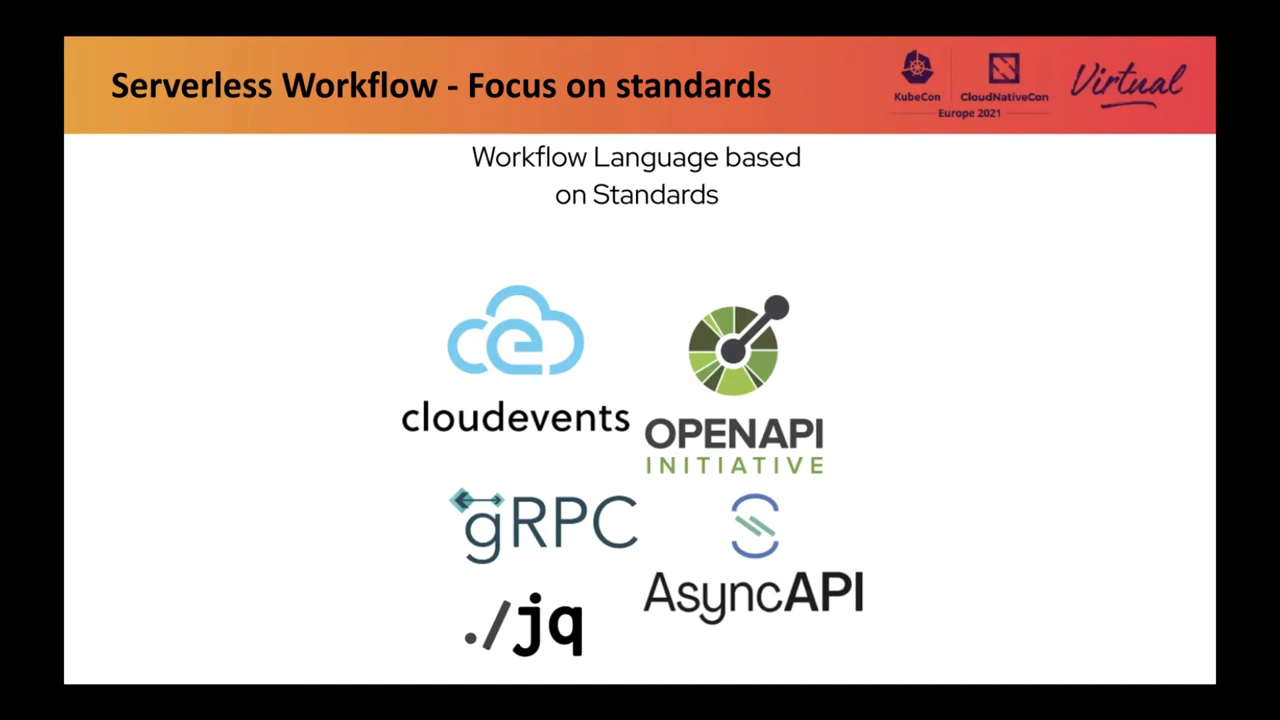 Serverless Workflow - Focus on standards
KubeCon
CloudNativeCon
Europe 2021
Virtual
Workflow Language based
on Standards
cloudevents
OPENAPI
INITIATIVE
gRPC
AsyncAPI
./jq